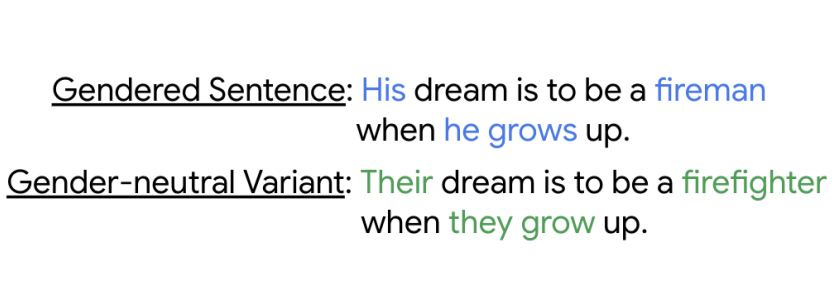 Gendered Sentence: His dream is to be a fireman
when he grows up.
Gender-neutral Variant: Their dream is to be a firefighter
when they grow up.